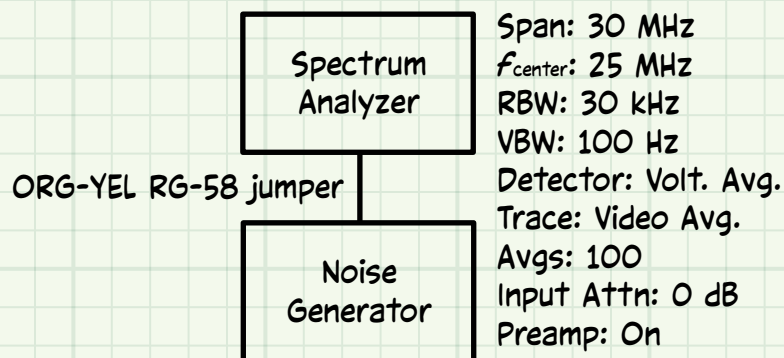 Spectrum
Analyzer
ORG-YEL RG-58 jumper
Noise
Generator
Span: 30 MHz
fcenter: 25 MHz
RBW: 30 kHz
VBW: 100 Hz
Detector: Volt. Avg.
Trace: Video Avg.
Avgs: 100
Input Attn: 0 dB
Preamp: On